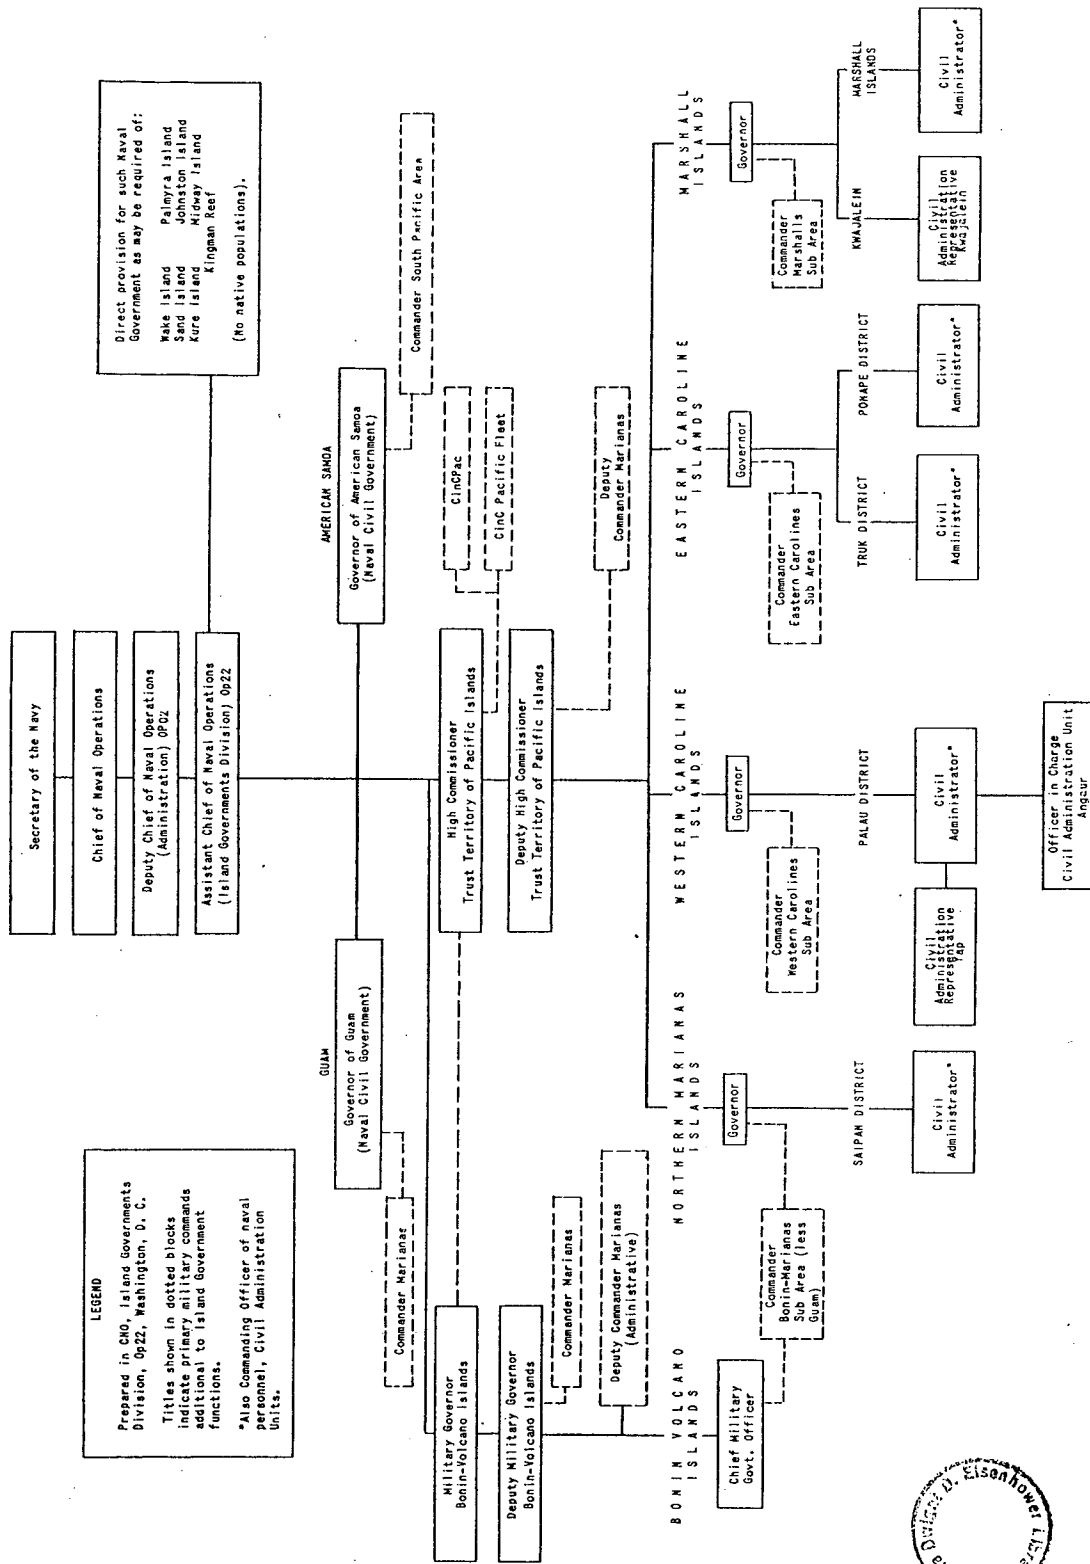 Secretary of the Navy
Chief of Naval Operations
Deputy Chief of Naval Operations
(Administration) OP02
Assistant Chief of Naval Operations
(Island Governments Division) Op22
LEGEND
Prepared in CNO, Island Governments
Division, Op22, Washington, D. C.
Titles shown in dotted blocks
indicate primary military commands
additional to Island Government
functions.
*Also Commanding Officer of naval
personnel, Civil Administration
Units.
Direct provision for such Naval
Government as may be required of:
Wake Island Palmyra Island
Sand Island Johnston Island
Kure Island Midway Island
Kingman Reef
(No native populations).
GUAM
Governor of Guam
(Naval Civil Government)
Commander Marianas
AMERICAN SAMOA
Governor of American Samoa
(Naval Civil Government)
Commander South Pacific Area
Military Governor
Bonin-Volcano Islands
High Commissioner
Trust Territory of Pacific Islands
CinCPac
CinC Pacific Fleet
Deputy Military Governor
Bonin-Volcano Islands
Commander Marianas
Deputy High Commissioner
Trust Territory of Pacific Islands
Deputy
Commander Marianas
Deputy Commander Marianas
(Administrative)
BONIN VOLCANO
ISLANDS
Chief Military
Govt. Officer
Commander
Bonin-Marianas
Sub Area (less
Guam)
NORTHERN MARIANAS
ISLANDS
Governor
SAIPAN DISTRICT
Civil
Administrator*
WESTERN CAROLINE
ISLANDS
Governor
Commander
Western Carolines
Sub Area
PALAU DISTRICT
Civil
Administration
Representative
Yap
Civil
Administrator*
Officer in Charge
Civil Administration Unit
Angaur
EASTERN CAROLINE
ISLANDS
Governor
Commander
Eastern Carolines
Sub Area
TRUK DISTRICT
Civil
Administrator*
PONAPE DISTRICT
Civil
Administrator*
MARSHALL
ISLANDS
Governor
Commander
Marshalls
Sub Area
KWAJALEIN
Civil
Administration
Representative
Kwajalein
MARSHALL
ISLANDS
Civil
Administrator*
Dwight D. Eisenhower